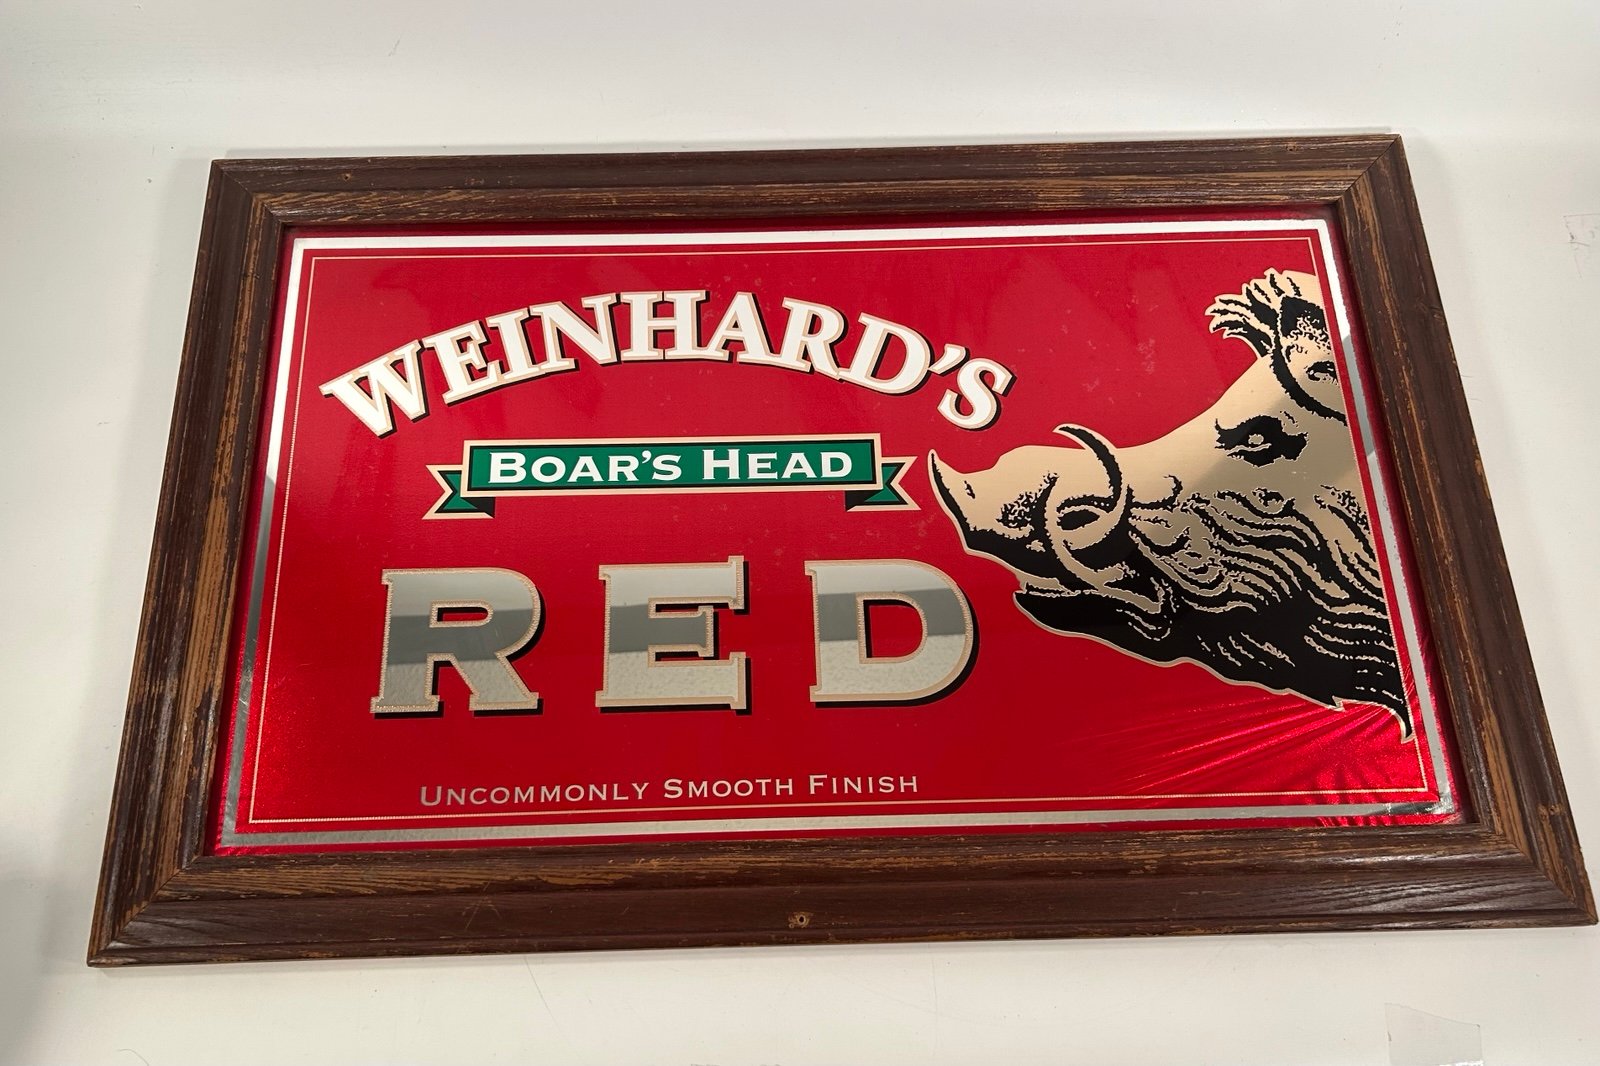 WEINHARD'S
BOAR'S HEAD
RED
UNCOMMONLY SMOOTH FINISH